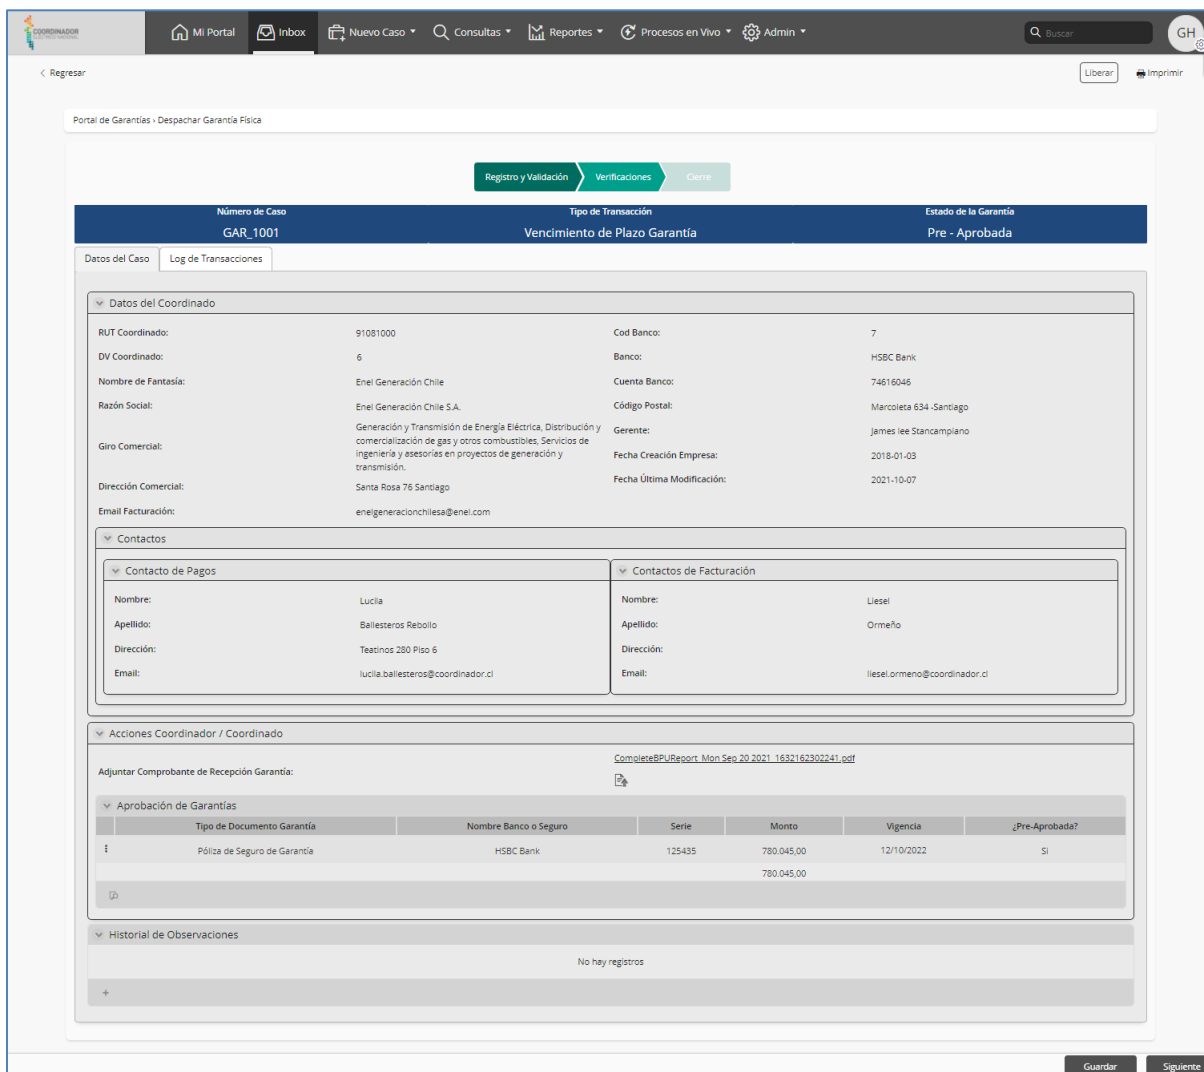 COORDINADOR
ELÉCTRICO NACIONAL
Mi Portal
Inbox
Nuevo Caso
Consultas
Reportes
Procesos en Vivo
Admin
Buscar
GH
Regresar
Liberar
Imprimir
Portal de Garantías › Despachar Garantía Física
Registro y Validación
Verificaciones
Cierre
Número de Caso
Tipo de Transacción
Estado de la Garantía
GAR_1001
Vencimiento de Plazo Garantía
Pre - Aprobada
Datos del Caso
Log de Transacciones
Datos del Coordinado
RUT Coordinado: 91081000
DV Coordinado: 6
Nombre de Fantasía: Enel Generación Chile
Razón Social: Enel Generación Chile S.A.
Giro Comercial: Generación y Transmisión de Energía Eléctrica, Distribución y
comercialización de gas y otros combustibles, Servicios de
ingeniería y asesorías en proyectos de generación y
transmisión.
Dirección Comercial: Santa Rosa 76 Santiago
Email Facturación: enelgeneracionchilesa@enel.com
Cod Banco: 7
Banco: HSBC Bank
Cuenta Banco: 74616046
Código Postal: Marcoleta 634 -Santiago
Gerente: James lee Stancampiano
Fecha Creación Empresa: 2018-01-03
Fecha Última Modificación: 2021-10-07
Contactos
Contacto de Pagos
Nombre: Lucila
Apellido: Ballesteros Rebollo
Dirección: Teatinos 280 Piso 6
Email: lucila.ballesteros@coordinador.cl
Contactos de Facturación
Nombre: Liesel
Apellido: Ormeño
Dirección:
Email: liesel.ormeno@coordinador.cl
Acciones Coordinador / Coordinado
Adjuntar Comprobante de Recepción Garantía:
CompleteBPUReport_Mon Sep 20 2021_1632162302241.pdf
Aprobación de Garantías
Tipo de Documento Garantía
Nombre Banco o Seguro
Serie
Monto
Vigencia
¿Pre-Aprobada?
Póliza de Seguro de Garantía
HSBC Bank
125435
780.045,00
12/10/2022
Si
780.045,00
Historial de Observaciones
No hay registros
+
Guardar
Siguiente